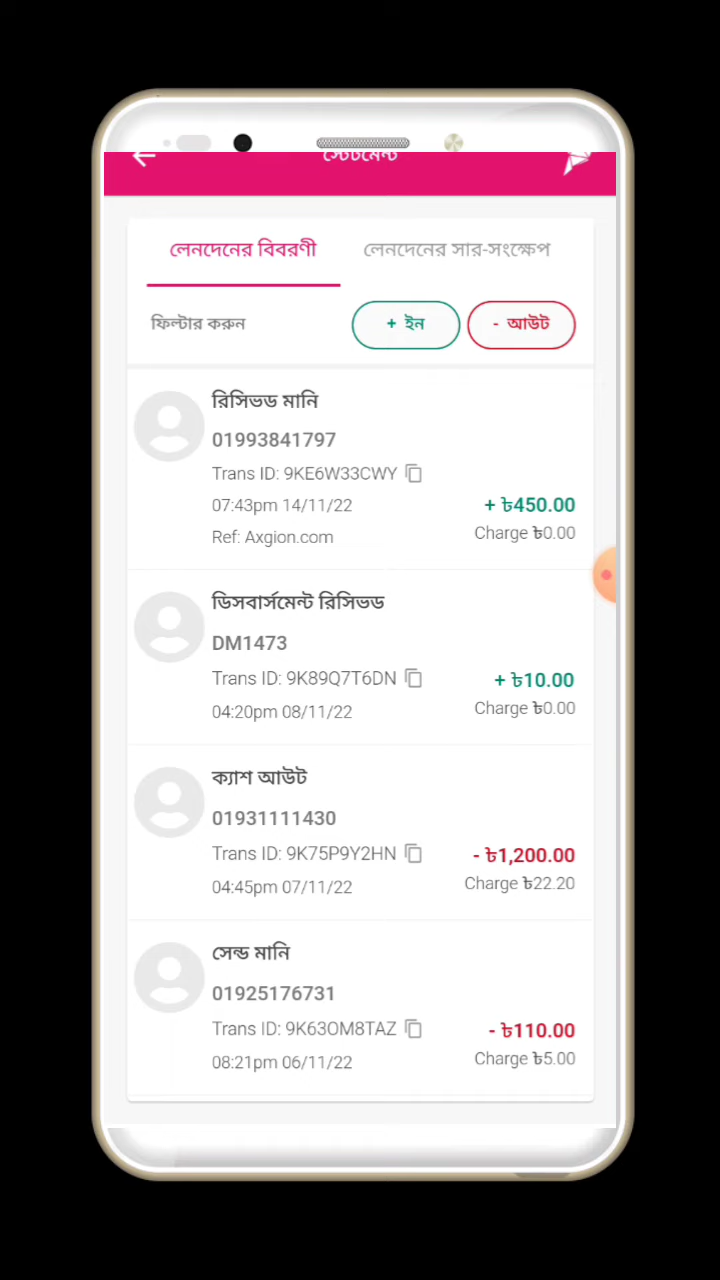 স্টেটমেন্ট
লেনদেনের বিবরণী
লেনদেনের সার-সংক্ষেপ
ফিল্টার করুন
+ ইন
- আউট
রিসিভড মানি
01993841797
Trans ID: 9KE6W33CWY
07:43pm 14/11/22
+ ৳450.00
Ref: Axgion.com
Charge ৳0.00
ডিসবার্সমেন্ট রিসিভড
DM1473
Trans ID: 9K89Q7T6DN
+ ৳10.00
04:20pm 08/11/22
Charge ৳0.00
ক্যাশ আউট
01931111430
Trans ID: 9K75P9Y2HN
- ৳1,200.00
04:45pm 07/11/22
Charge ৳22.20
সেন্ড মানি
01925176731
Trans ID: 9K63OM8TAZ
- ৳110.00
08:21pm 06/11/22
Charge ৳5.00